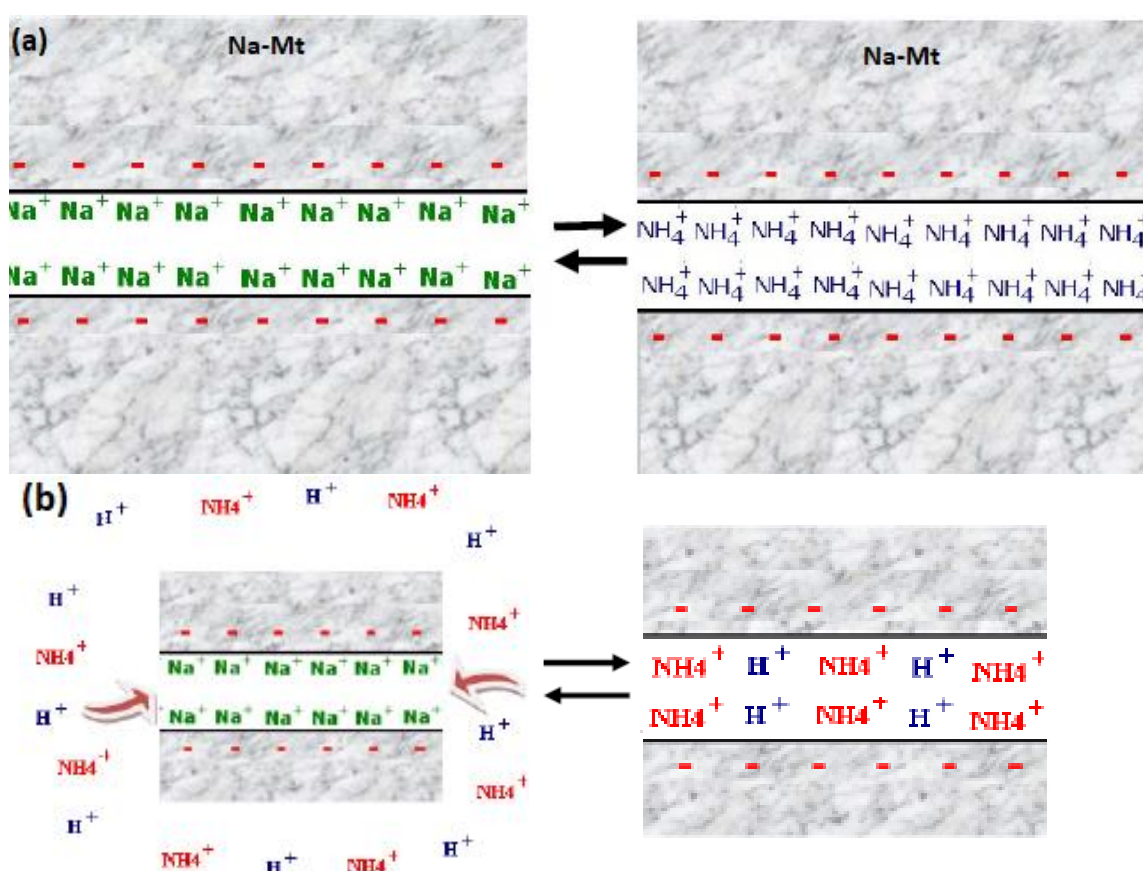 (a) Na-Mt Na-Mt
- - - - - - - - -
- - - - - - - - -
Na⁺ Na⁺ Na⁺ Na⁺ Na⁺ Na⁺ Na⁺ Na⁺ Na⁺
NH₄⁺ NH₄⁺ NH₄⁺ NH₄⁺ NH₄⁺ NH₄⁺ NH₄⁺ NH₄⁺ NH₄⁺
Na⁺ Na⁺ Na⁺ Na⁺ Na⁺ Na⁺ Na⁺ Na⁺ Na⁺
NH₄⁺ NH₄⁺ NH₄⁺ NH₄⁺ NH₄⁺ NH₄⁺ NH₄⁺ NH₄⁺ NH₄⁺
- - - - - - - - -
- - - - - - - - -
(b)
H⁺ NH4⁺ H⁺ NH4⁺
H⁺
H⁺
NH4⁺
- - - - - -
- - - - - -
NH4⁺
Na⁺ Na⁺ Na⁺ Na⁺ Na⁺ Na⁺
NH4⁺ H⁺ NH4⁺ H⁺ NH4⁺
H⁺
Na⁺ Na⁺ Na⁺ Na⁺ Na⁺ Na⁺
H⁺
NH4⁺ H⁺ NH4⁺ H⁺ NH4⁺
- - - - - -
- - - - - -
NH4⁺
NH4⁺
H⁺
NH4⁺ H⁺ NH4⁺ H⁺